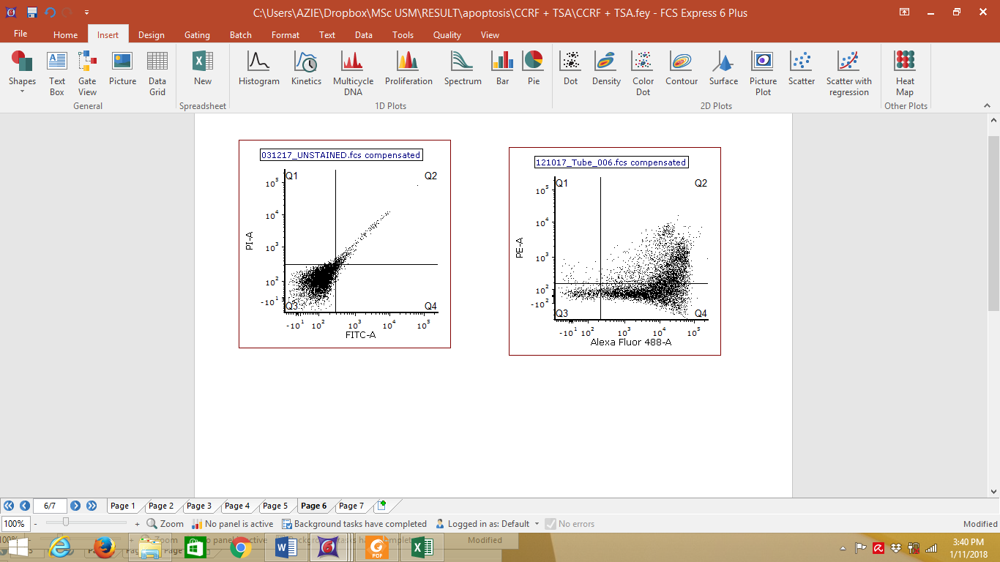 C:\Users\AZIE\Dropbox\MSc USM\RESULT\apoptosis\CCRF + TSA\CCRF + TSA.fey - FCS Express 6 Plus
File Home Insert Design Gating Batch Format Text Data Tools Quality View
Shapes Text Box Gate View Picture Data Grid New Histogram Kinetics Multicycle DNA Proliferation Spectrum Bar Pie Dot Density Color Dot Contour Surface Picture Plot Scatter Scatter with regression Heat Map
General Spreadsheet 1D Plots 2D Plots Other Plots
031217_UNSTAINED.fcs compensated
Q1 Q2
10^5
10^4
10^3
10^2
-10^1
PI-A
Q3 Q4
-10^1 10^2 10^3 10^4 10^5
FITC-A
121017_Tube_006.fcs compensated
Q1 Q2
10^5
10^4
10^3
10^2
-10^2
PE-A
Q3 Q4
-10^1 10^2 10^3 10^4 10^5
Alexa Fluor 488-A
6/7 Page 1 Page 2 Page 3 Page 4 Page 5 Page 6 Page 7
100% - + Zoom No panel is active Background tasks have completed Logged in as: Default No errors Modified
Modified
PDF
3:40 PM
1/11/2018